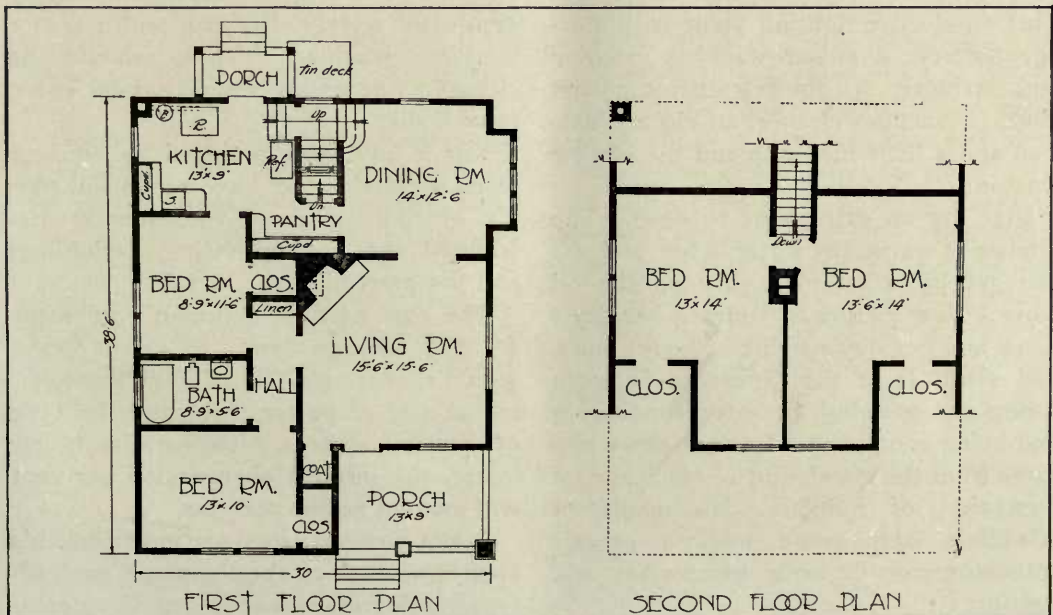 PORCH
Tin deck
R.
KITCHEN
13'x9'
Ref.
Up
Dn
DINING RM.
14'x12'-6"
Cup'd.
S.
PANTRY
Cup'd
BED RM.
8'-9"x11'-6"
CLOS.
Linen
LIVING RM.
15'-6"x15'-6"
38'-6"
HALL
BATH
8'-9"x5'-6"
BED RM.
13'x10'
COAT
CLOS.
PORCH
13'x9'
30'
FIRST FLOOR PLAN
Down
BED RM.
13'x14'
BED RM.
13'-6"x14'
CLOS.
CLOS.
SECOND FLOOR PLAN